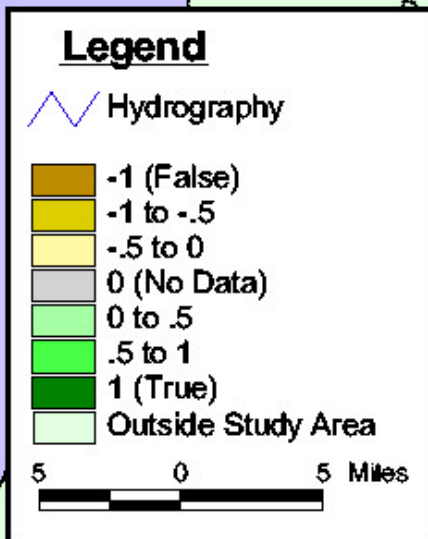 Legend
Hydrography
-1 (False)
-1 to -.5
-.5 to 0
0 (No Data)
0 to .5
.5 to 1
1 (True)
Outside Study Area
5 0 5 Miles